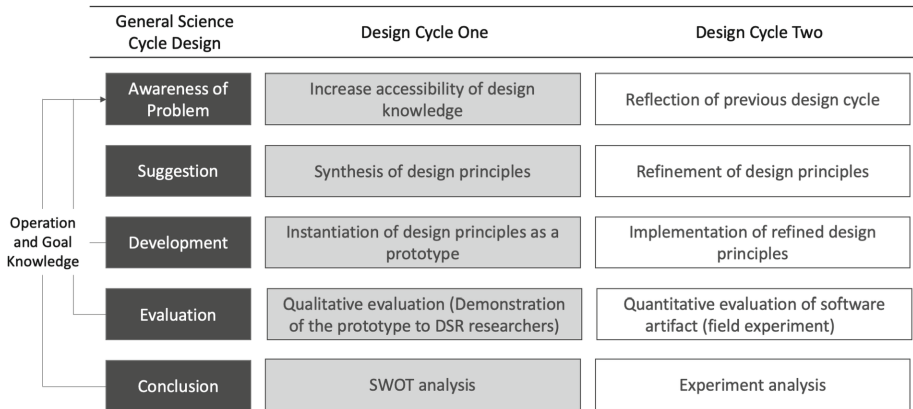 General Science
Cycle Design
Design Cycle One
Design Cycle Two
Awareness of
Problem
Increase accessibility of design
knowledge
Reflection of previous design cycle
Suggestion
Synthesis of design principles
Refinement of design principles
Operation
and Goal
Knowledge
Development
Instantiation of design principles as a
prototype
Implementation of refined design
principles
Evaluation
Qualitative evaluation (Demonstration
of the prototype to DSR researchers)
Quantitative evaluation of software
artifact (field experiment)
Conclusion
SWOT analysis
Experiment analysis